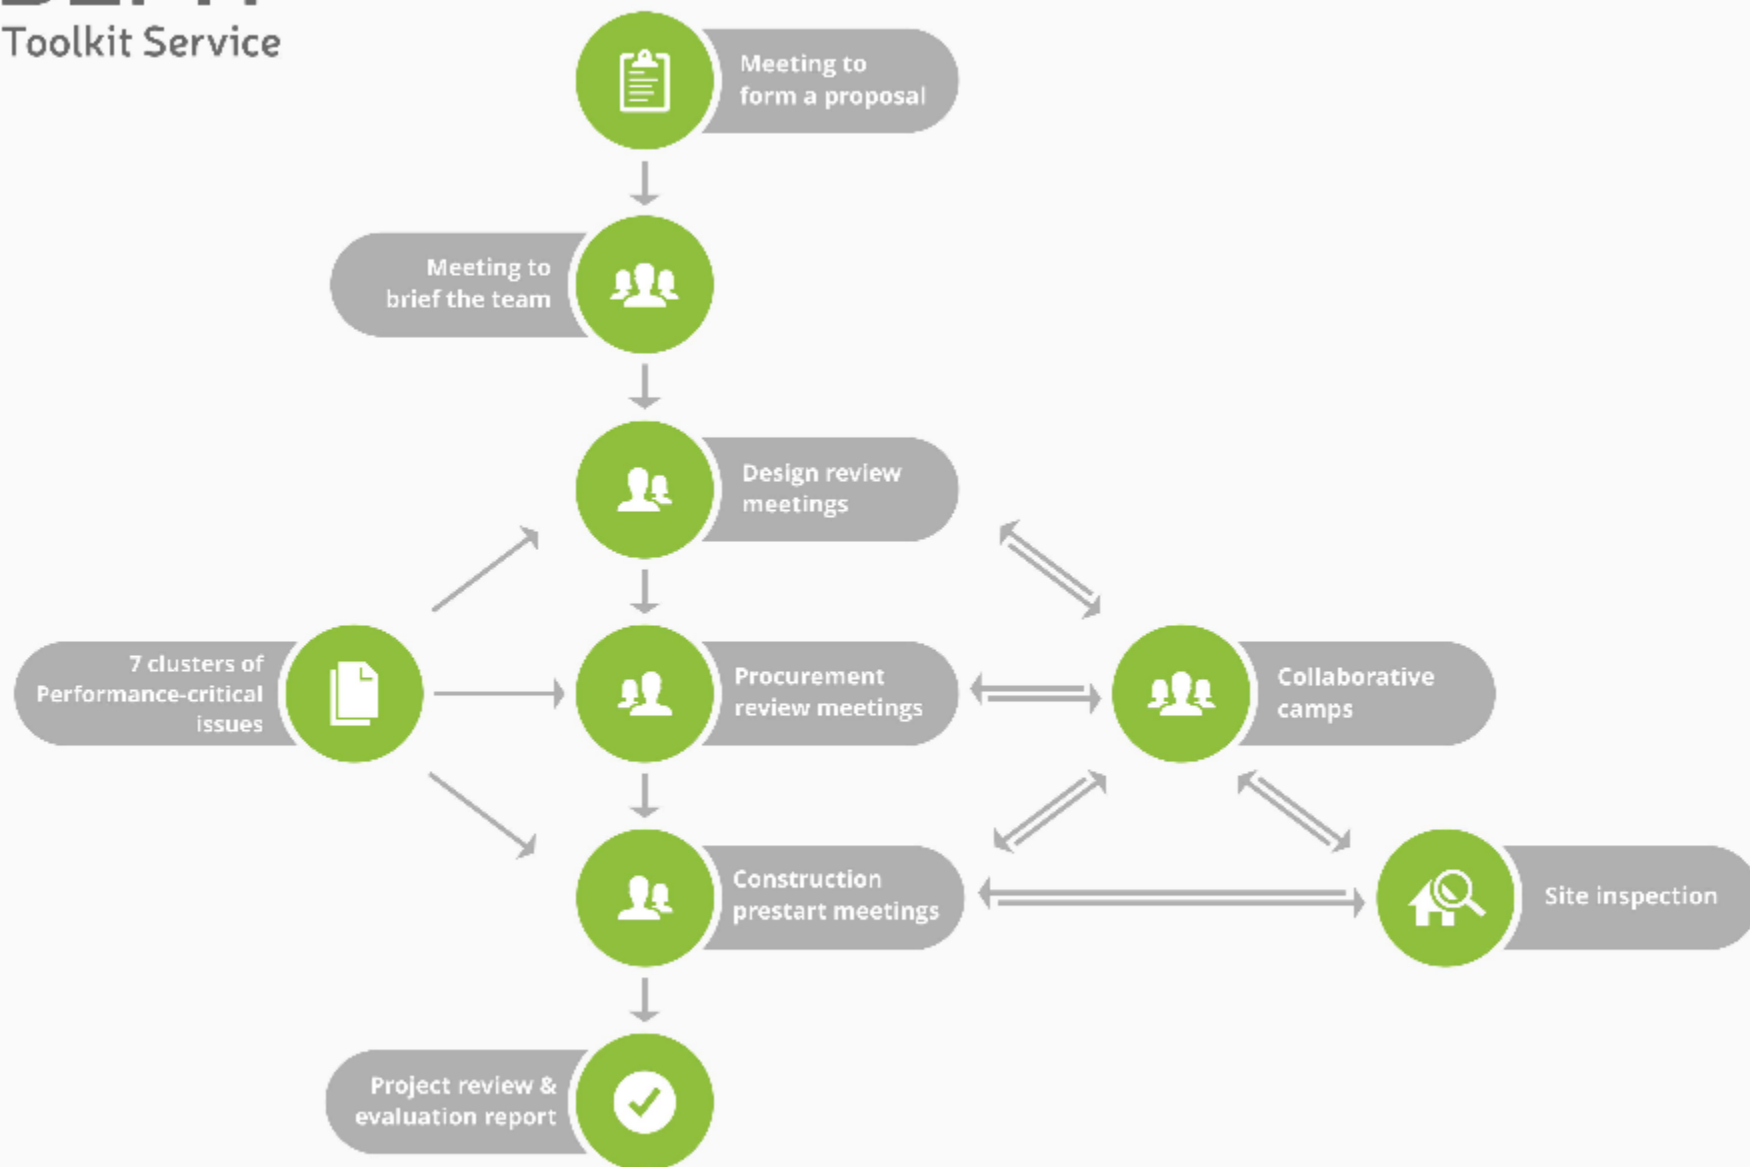 Toolkit Service
Meeting to
form a proposal
Meeting to
brief the team
Design review
meetings
7 clusters of
Performance-critical
issues
Procurement
review meetings
Collaborative
camps
Construction
prestart meetings
Site inspection
Project review &
evaluation report